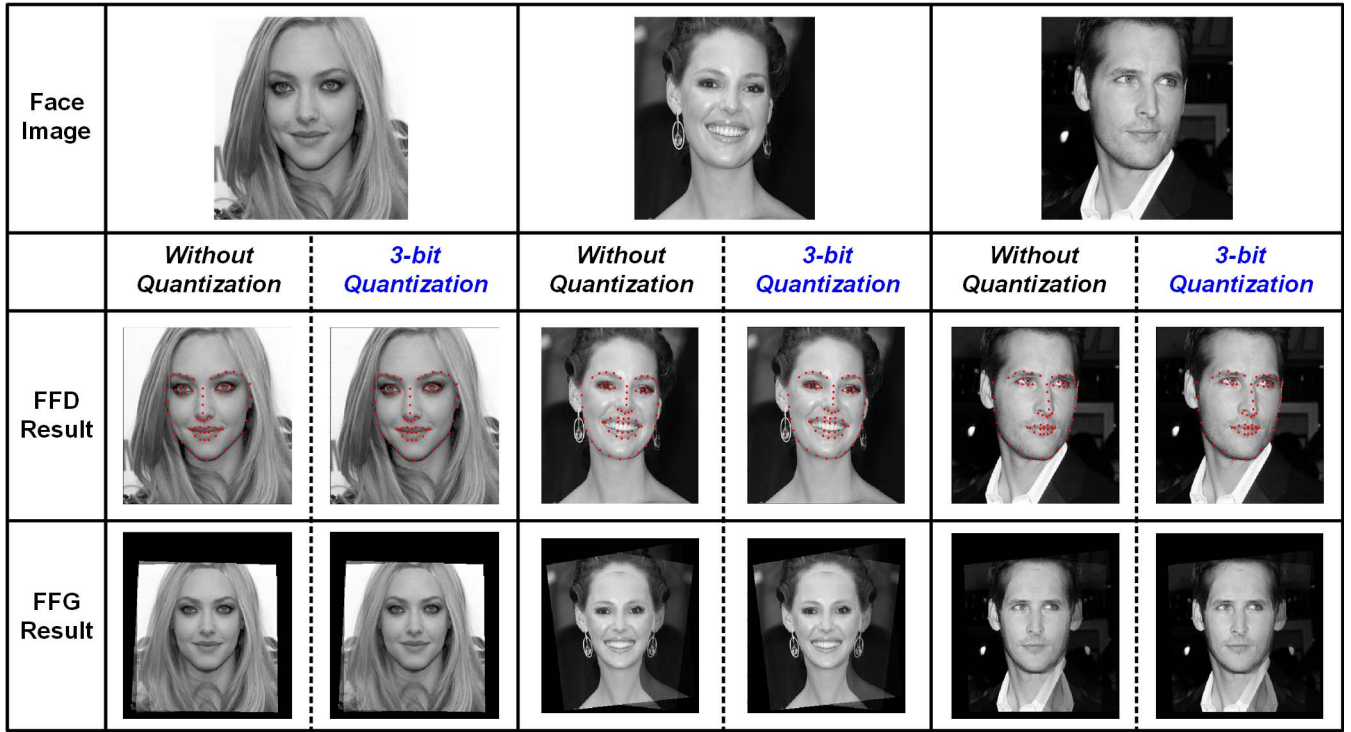 Face
Image
Without
Quantization
3-bit
Quantization
Without
Quantization
3-bit
Quantization
Without
Quantization
3-bit
Quantization
FFD
Result
FFG
Result